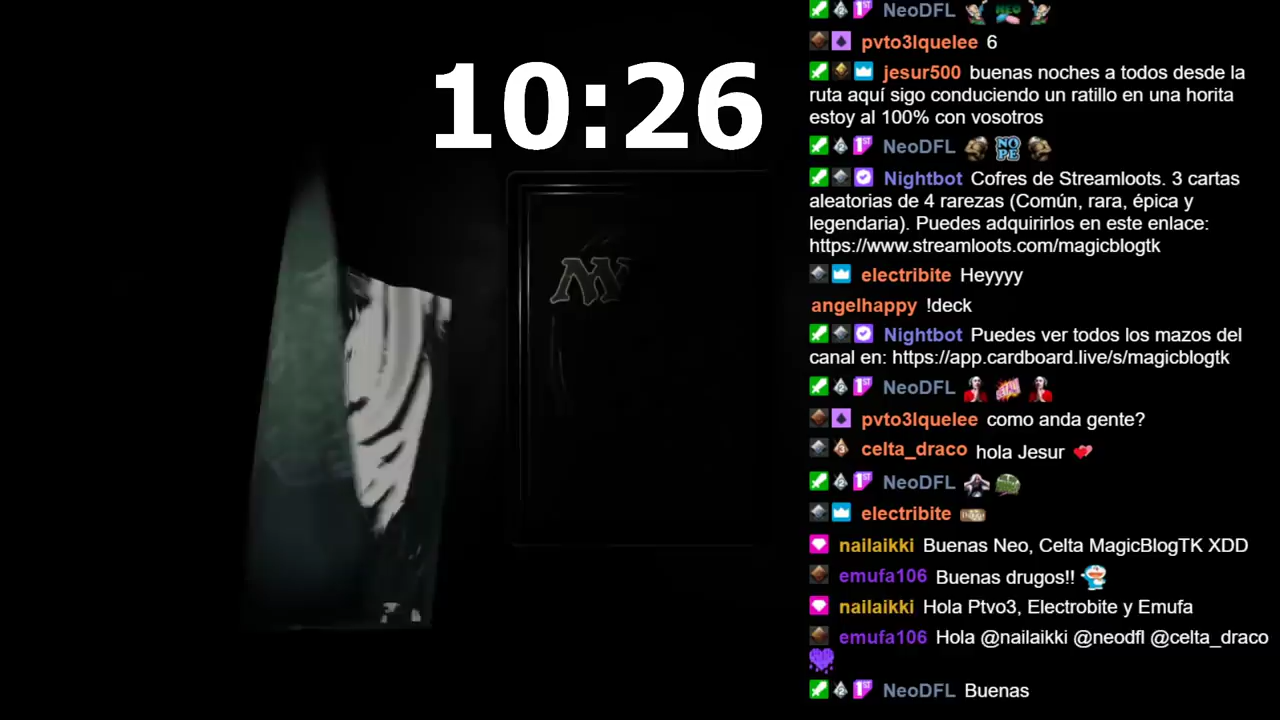 10:26
NeoDFL NEO
pvto3lquelee 6
jesur500 buenas noches a todos desde la
ruta aquí sigo conduciendo un ratillo en una horita
estoy al 100% con vosotros
NeoDFL NOPE
Nightbot Cofres de Streamloots. 3 cartas
aleatorias de 4 rarezas (Común, rara, épica y
legendaria). Puedes adquirirlos en este enlace:
https://www.streamloots.com/magicblogtk
electribite Heyyyy
angelhappy !deck
Nightbot Puedes ver todos los mazos del
canal en: https://app.cardboard.live/s/magicblogtk
NeoDFL
pvto3lquelee como anda gente?
celta_draco hola Jesur
NeoDFL
electribite
nailaikki Buenas Neo, Celta MagicBlogTK XDD
emufa106 Buenas drugos!!
nailaikki Hola Ptvo3, Electrobite y Emufa
emufa106 Hola @nailaikki @neodfl @celta_draco
NeoDFL Buenas